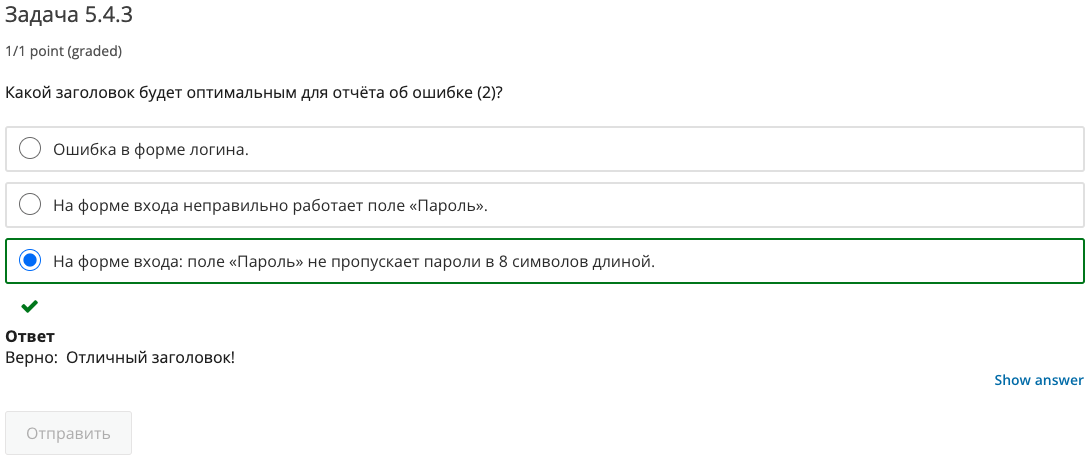 Задача 5.4.3
1/1 point (graded)
Какой заголовок будет оптимальным для отчёта об ошибке (2)?
Ошибка в форме логина.
На форме входа неправильно работает поле «Пароль».
На форме входа: поле «Пароль» не пропускает пароли в 8 символов длиной.
Ответ
Верно: Отличный заголовок!
Show answer
Отправить